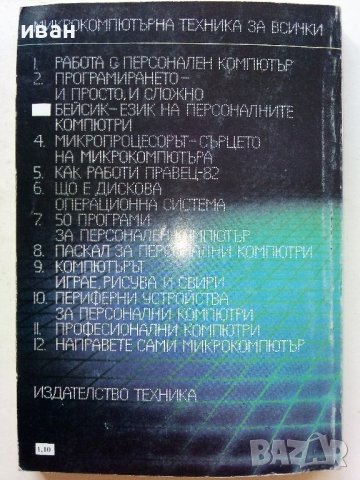 иван
МИКРОКОМПЮТЪРНА ТЕХНИКА ЗА ВСИЧКИ
1. РАБОТА С ПЕРСОНАЛЕН КОМПЮТЪР
2. ПРОГРАМИРАНЕТО-
И ПРОСТО, И СЛОЖНО
БЕЙСИК-ЕЗИК НА ПЕРСОНАЛНИТЕ
КОМПЮТРИ
4. МИКРОПРОЦЕСОРЪТ-СЪРЦЕТО
НА МИКРОКОМПЮТЪРА
5. КАК РАБОТИ ПРАВЕЦ-82
6. ЩО Е ДИСКОВА
ОПЕРАЦИОННА СИСТЕМА
7. 50 ПРОГРАМИ
ЗА ПЕРСОНАЛЕН КОМПЮТЪР
8. ПАСКАЛ ЗА ПЕРСОНАЛНИ КОМПЮТРИ
9. КОМПЮТЪРЪТ
ИГРАЕ, РИСУВА И СВИРИ
10. ПЕРИФЕРНИ УСТРОЙСТВА
ЗА ПЕРСОНАЛНИ КОМПЮТРИ
11. ПРОФЕСИОНАЛНИ КОМПЮТРИ
12. НАПРАВЕТЕ САМИ МИКРОКОМПЮТЪР
ИЗДАТЕЛСТВО ТЕХНИКА
1,10
BAZAR